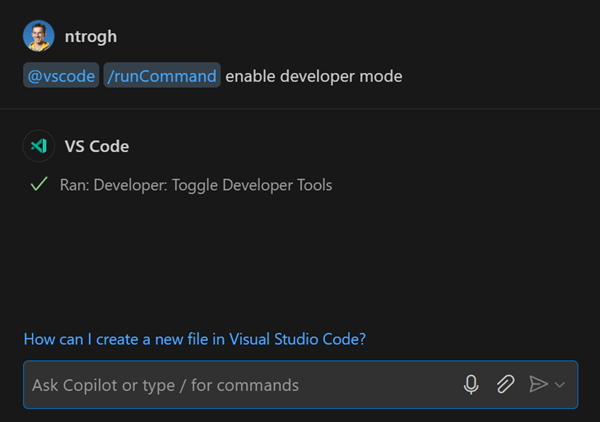 ntrogh
@vscode /runCommand enable developer mode
VS Code
Ran: Developer: Toggle Developer Tools
How can I create a new file in Visual Studio Code?
Ask Copilot or type / for commands